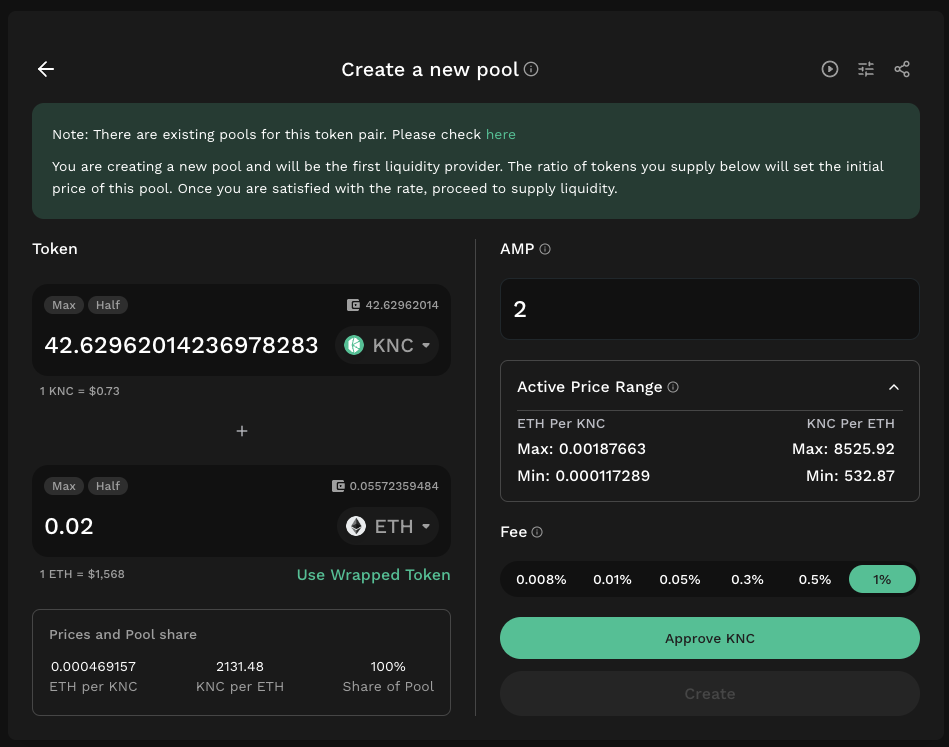 Create a new pool
Note: There are existing pools for this token pair. Please check here
You are creating a new pool and will be the first liquidity provider. The ratio of tokens you supply below will set the initial
price of this pool. Once you are satisfied with the rate, proceed to supply liquidity.
Token
Max Half 42.62962014
42.62962014236978283 KNC
1 KNC = $0.73
+
Max Half 0.05572359484
0.02 ETH
1 ETH = $1,568 Use Wrapped Token
Prices and Pool share
0.000469157 2131.48 100%
ETH per KNC KNC per ETH Share of Pool
AMP
2
Active Price Range
ETH Per KNC KNC Per ETH
Max: 0.00187663 Max: 8525.92
Min: 0.000117289 Min: 532.87
Fee
0.008% 0.01% 0.05% 0.3% 0.5% 1%
Approve KNC
Create